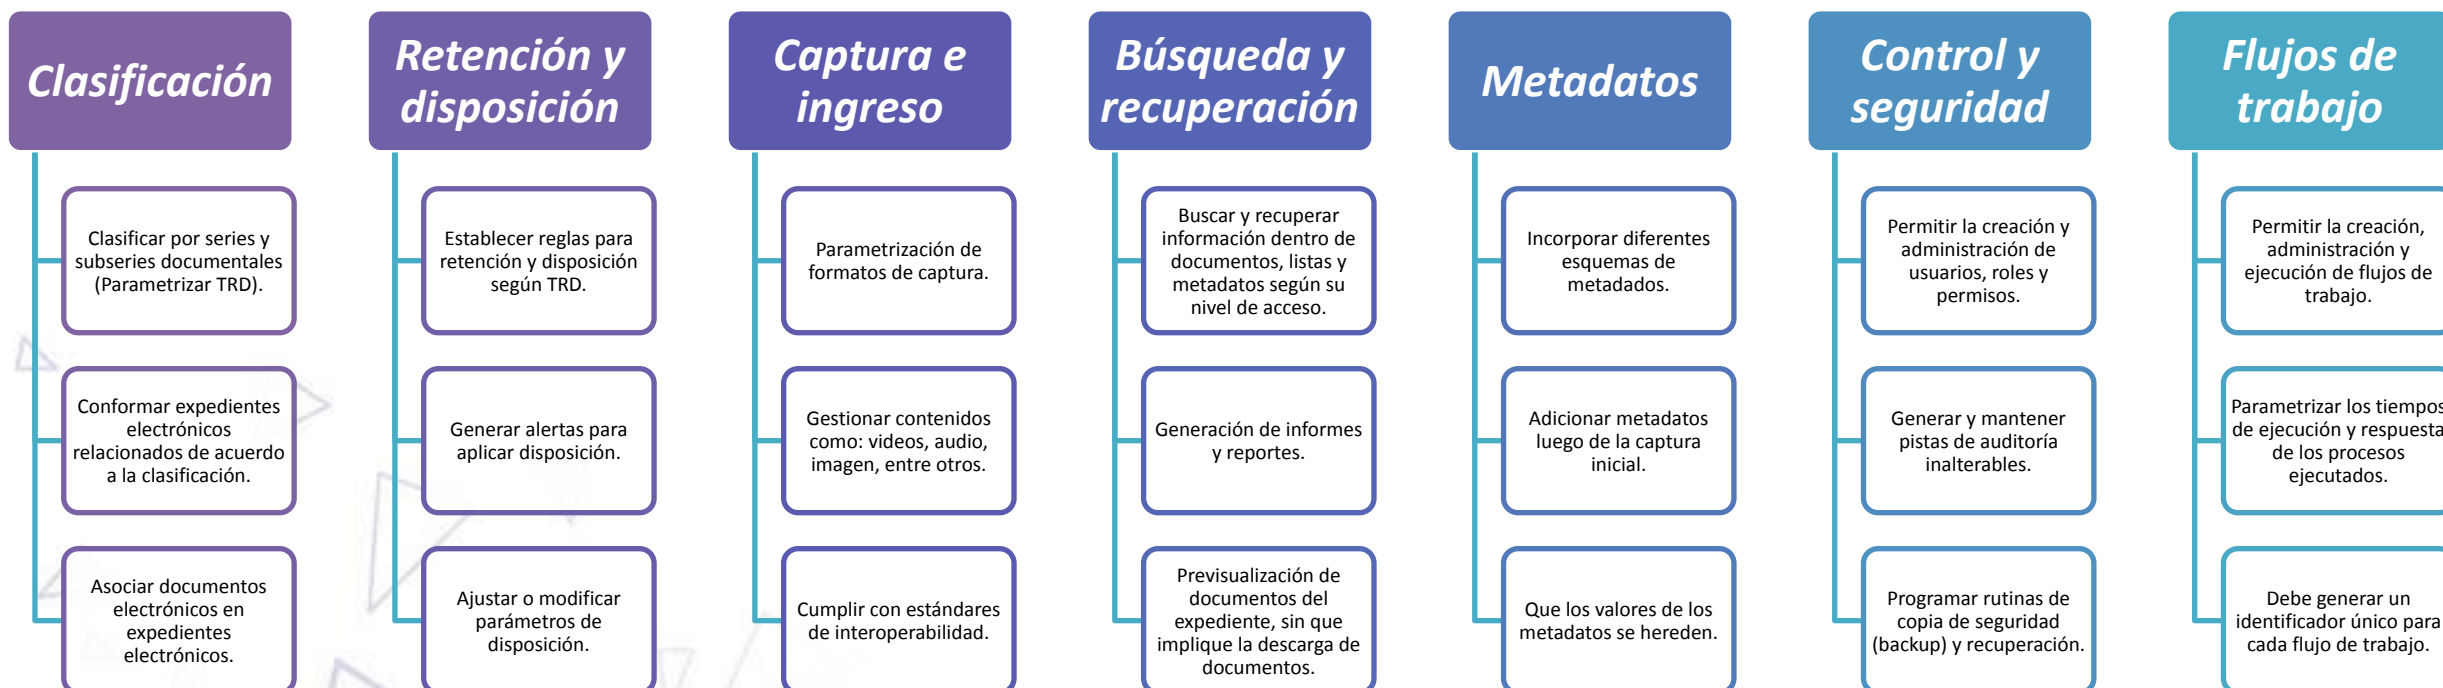 Clasificación
Clasificar por series y
subseries documentales
(Parametrizar TRD).
Conformar expedientes
electrónicos
relacionados de acuerdo
a la clasificación.
Asociar documentos
electrónicos en
expedientes
electrónicos.
Retención y
disposición
Establecer reglas para
retención y disposición
según TRD.
Generar alertas para
aplicar disposición.
Ajustar o modificar
parámetros de
disposición.
Captura e
ingreso
Parametrización de
formatos de captura.
Gestionar contenidos
como: videos, audio,
imagen, entre otros.
Cumplir con estándares
de interoperabilidad.
Búsqueda y
recuperación
Buscar y recuperar
información dentro de
documentos, listas y
metadatos según su
nivel de acceso.
Generación de informes
y reportes.
Previsualización de
documentos del
expediente, sin que
implique la descarga de
documentos.
Metadatos
Incorporar diferentes
esquemas de
metadados.
Adicionar metadatos
luego de la captura
inicial.
Que los valores de los
metadatos se hereden.
Control y
seguridad
Permitir la creación y
administración de
usuarios, roles y
permisos.
Generar y mantener
pistas de auditoría
inalterables.
Programar rutinas de
copia de seguridad
(backup) y recuperación.
Flujos de
trabajo
Permitir la creación,
administración y
ejecución de flujos de
trabajo.
Parametrizar los tiempos
de ejecución y respuesta
de los procesos
ejecutados.
Debe generar un
identificador único para
cada flujo de trabajo.